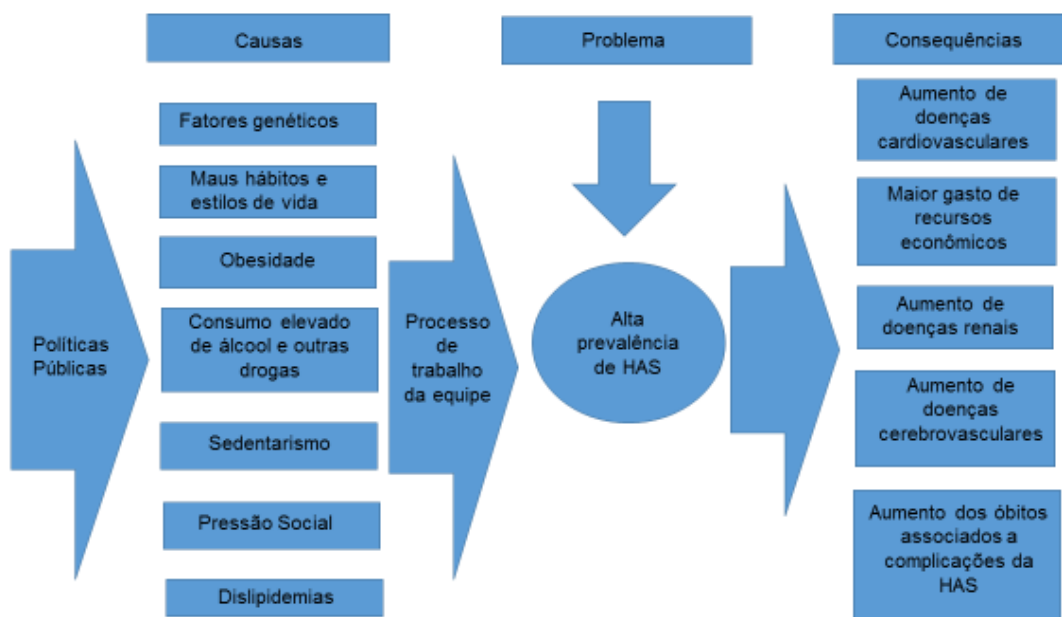 Causas
Problema
Consequências
Políticas
Públicas
Fatores genéticos
Maus hábitos e
estilos de vida
Obesidade
Consumo elevado
de álcool e outras
drogas
Sedentarismo
Pressão Social
Dislipidemias
Processo
de
trabalho
da equipe
Alta
prevalência
de HAS
Aumento de
doenças
cardiovasculares
Maior gasto de
recursos
econômicos
Aumento de
doenças renais
Aumento de
doenças
cerebrovasculares
Aumento dos óbitos
associados a
complicações da
HAS